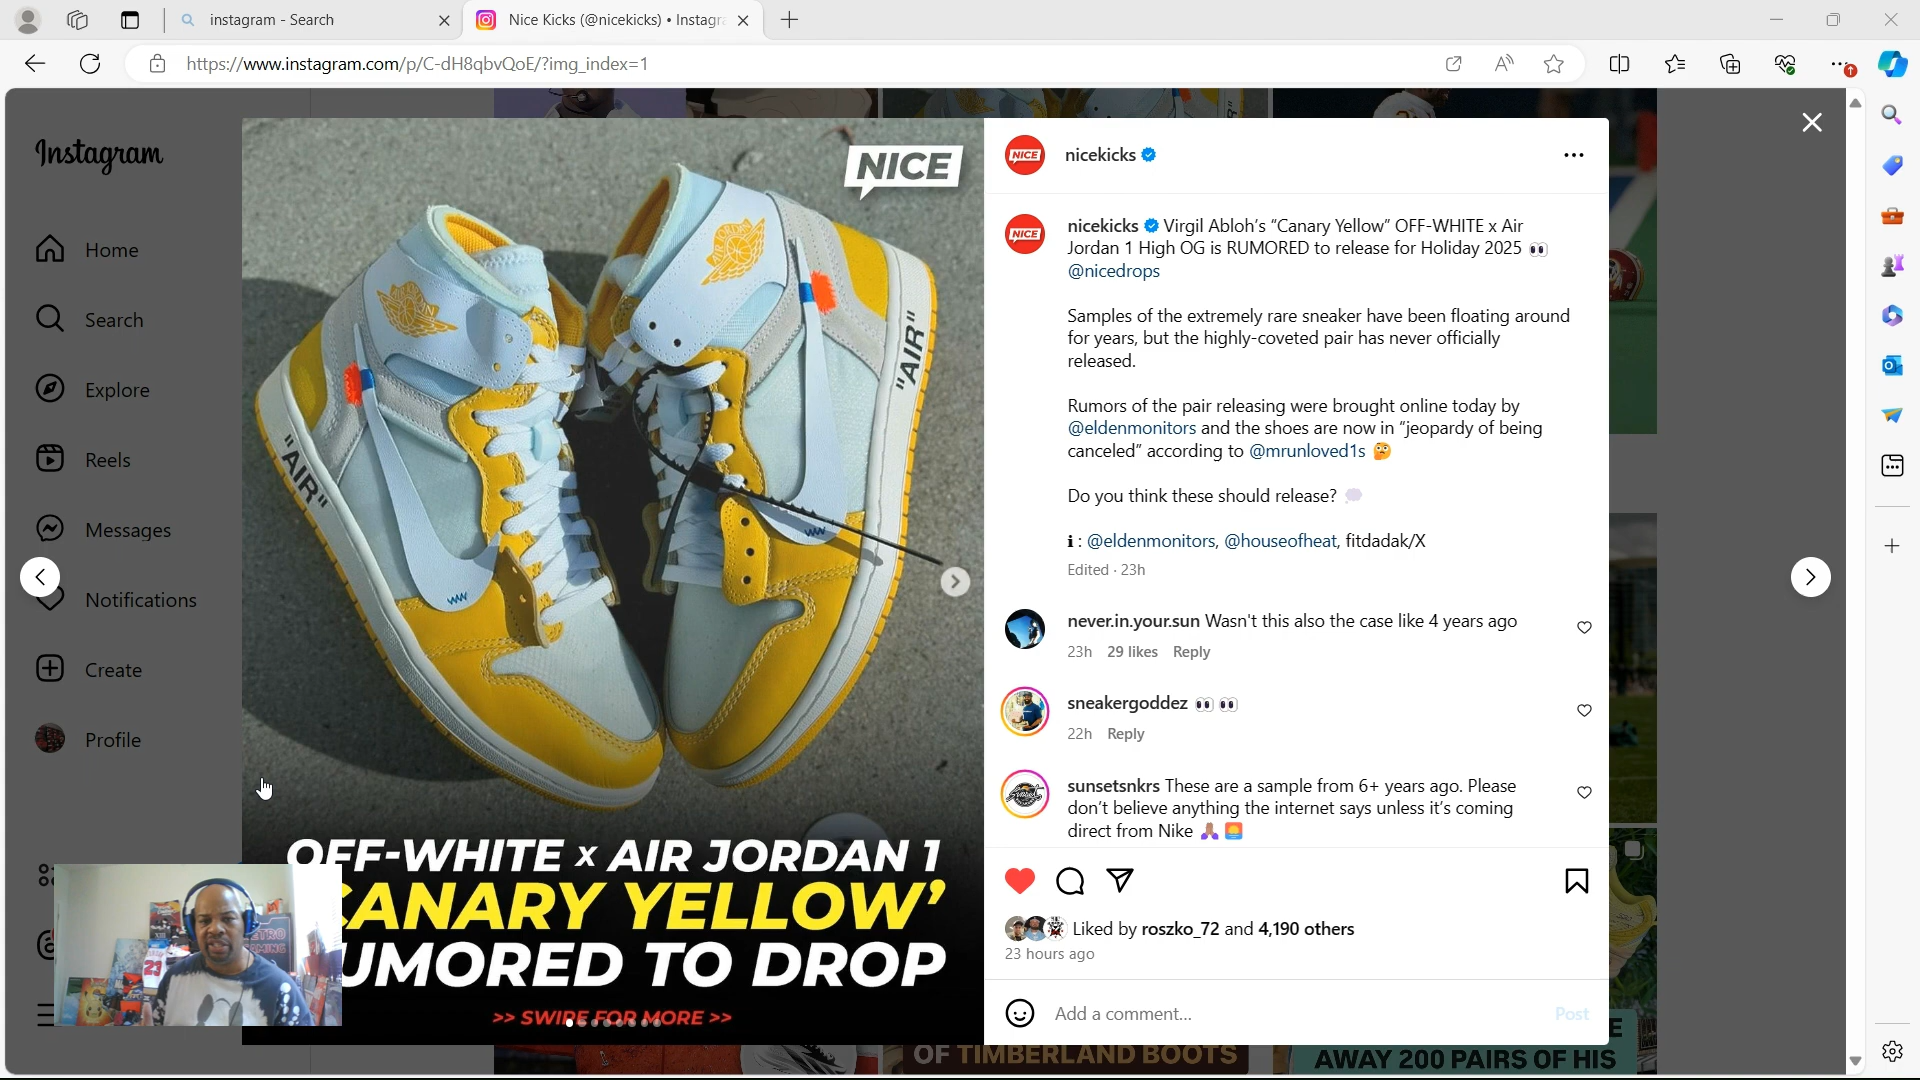 instagram - Search
Nice Kicks (@nicekicks) • Instagra
https://www.instagram.com/p/C-dH8qbvQoE/?img_index=1
Instagram
Home
Search
Explore
Reels
Messages
Notifications
Create
Profile
NICE
"AIR"
"AIR"
OFF-WHITE x AIR JORDAN 1
CANARY YELLOW'
UMORED TO DROP
>> SWIPE FOR MORE >>
23
NICE
nicekicks
NICE
nicekicks Virgil Abloh's “Canary Yellow” OFF-WHITE x Air
Jordan 1 High OG is RUMORED to release for Holiday 2025 👀
@nicedrops
Samples of the extremely rare sneaker have been floating around
for years, but the highly-coveted pair has never officially
released.
Rumors of the pair releasing were brought online today by
@eldenmonitors and the shoes are now in “jeopardy of being
canceled” according to @mrunloved1s 🤔
Do you think these should release? 💭
ℹ : @eldenmonitors, @houseofheat, fitdadak/X
Edited · 23h
never.in.your.sun Wasn't this also the case like 4 years ago
23h 29 likes Reply
sneakergoddez 👀 👀
22h Reply
sunsetsnkrs These are a sample from 6+ years ago. Please
don't believe anything the internet says unless it's coming
direct from Nike 🙏🏽 🌅
Liked by roszko_72 and 4,190 others
23 hours ago
Add a comment...
Post
OF TIMBERLAND BOOTS
AWAY 200 PAIRS OF HIS